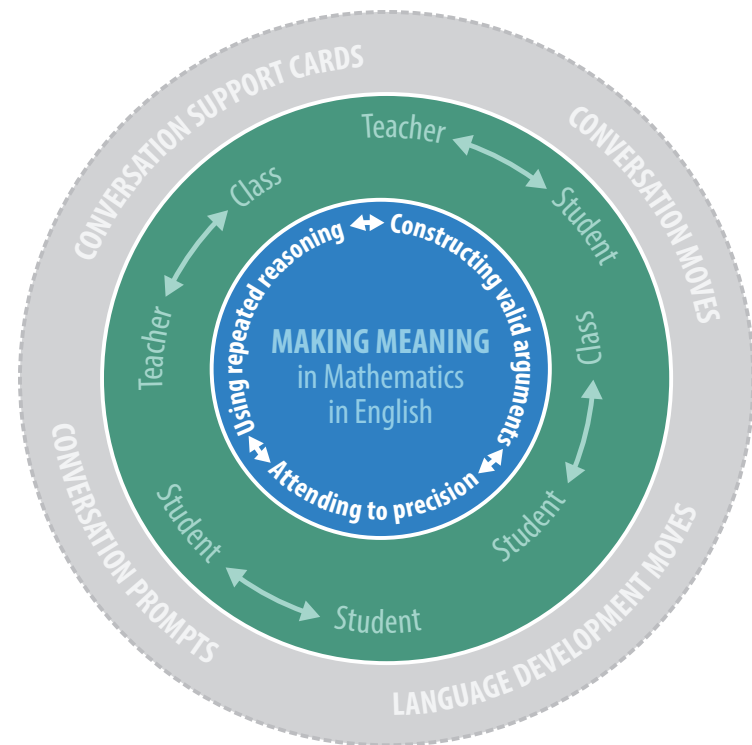 CONVERSATION SUPPORT CARDS
CONVERSATION MOVES
LANGUAGE DEVELOPMENT MOVES
CONVERSATION PROMPTS
Teacher
Student
Class
Student
Student
Student
Teacher
Class
Constructing valid arguments
Attending to precision
Using repeated reasoning
MAKING MEANING
in Mathematics
in English